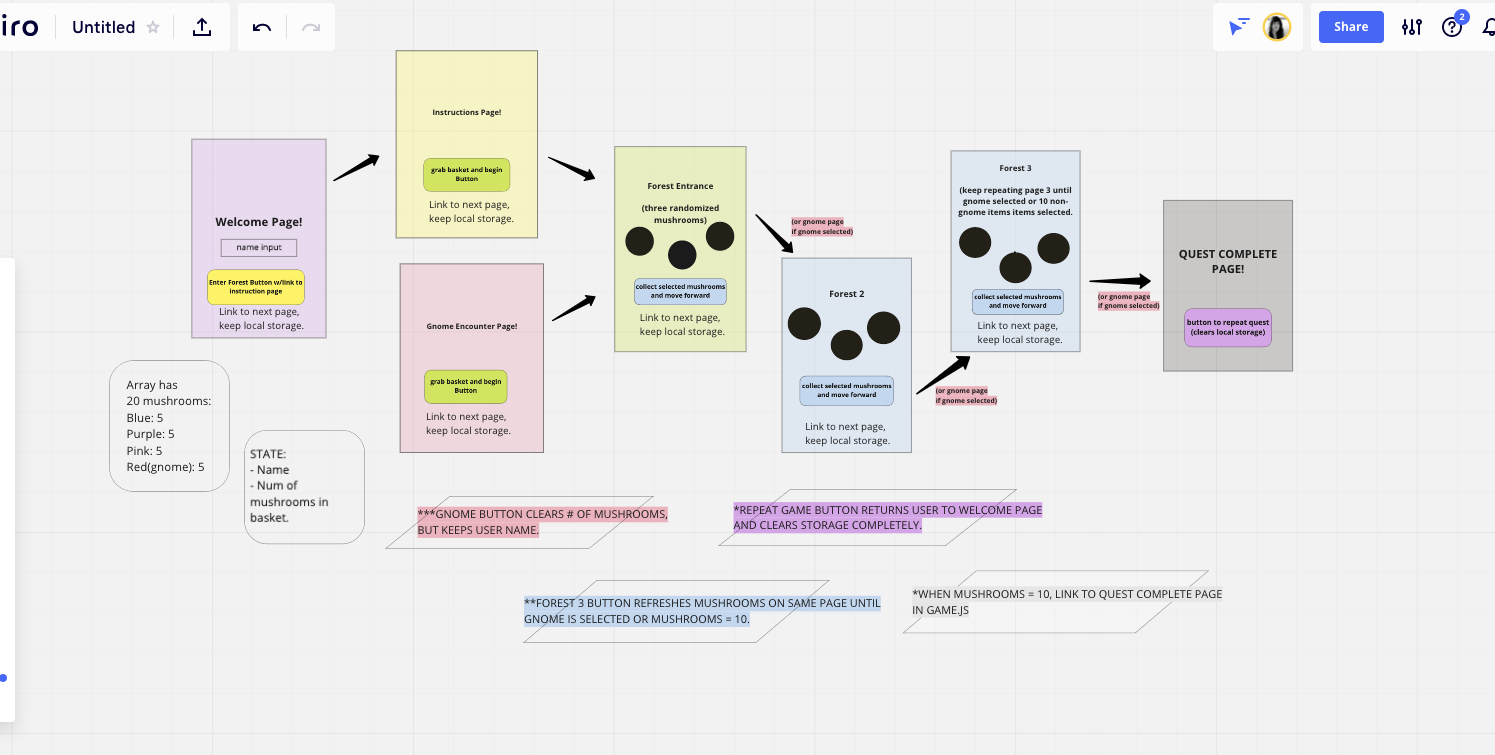 iro
Untitled
Share
2
Instructions Page!
grab basket and begin
Button
Link to next page,
keep local storage.
Welcome Page!
name input
Enter Forest Button w/link to
instruction page
Link to next page,
keep local storage.
Gnome Encounter Page!
grab basket and begin
Button
Link to next page,
keep local storage.
Forest Entrance
(three randomized
mushrooms)
collect selected mushrooms
and move forward
Link to next page,
keep local storage.
(or gnome page
if gnome selected)
Forest 2
collect selected mushrooms
and move forward
Link to next page,
keep local storage.
(or gnome page
if gnome selected)
Forest 3
(keep repeating page 3 until
gnome selected or 10 non-
gnome items items selected.
collect selected mushrooms
and move forward
Link to next page,
keep local storage.
(or gnome page
if gnome selected)
QUEST COMPLETE
PAGE!
button to repeat quest
(clears local storage)
Array has
20 mushrooms:
Blue: 5
Purple: 5
Pink: 5
Red(gnome): 5
STATE:
- Name
- Num of
mushrooms in
basket.
***GNOME BUTTON CLEARS # OF MUSHROOMS,
BUT KEEPS USER NAME.
*REPEAT GAME BUTTON RETURNS USER TO WELCOME PAGE
AND CLEARS STORAGE COMPLETELY.
**FOREST 3 BUTTON REFRESHES MUSHROOMS ON SAME PAGE UNTIL
GNOME IS SELECTED OR MUSHROOMS = 10.
*WHEN MUSHROOMS = 10, LINK TO QUEST COMPLETE PAGE
IN GAME.JS